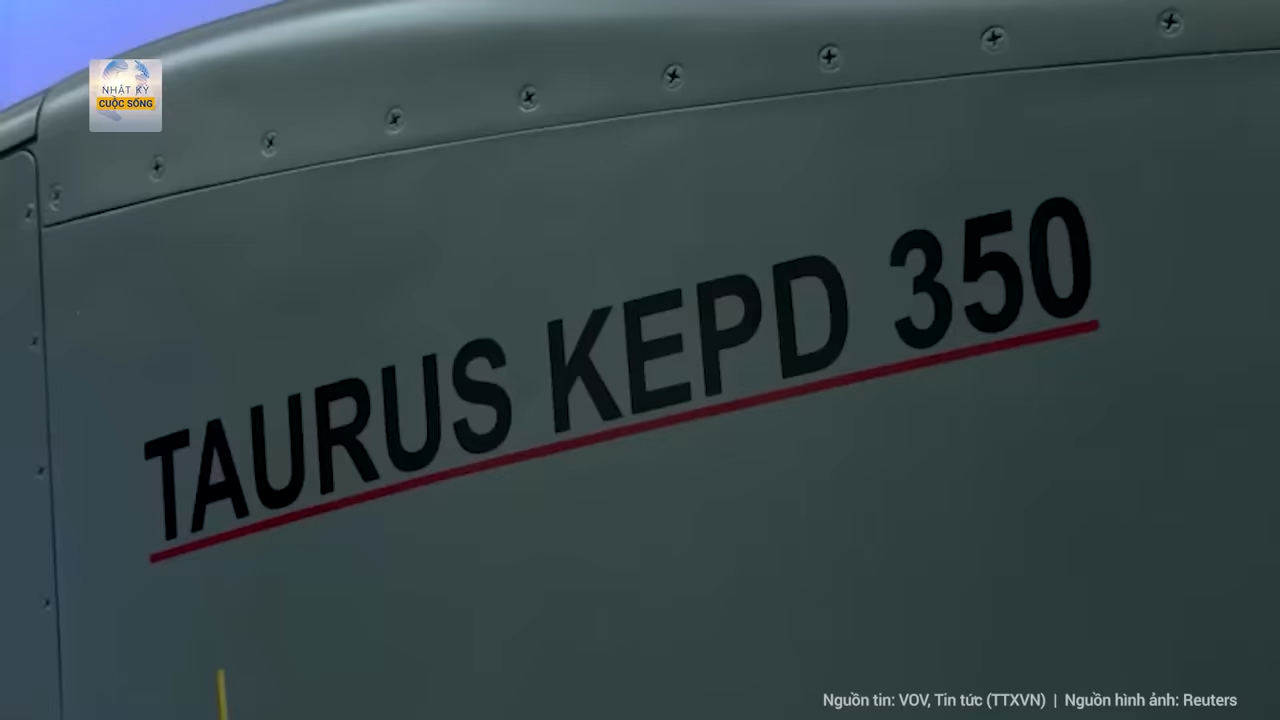 NHẬT KÝ
CUỘC SỐNG
TAURUS KEPD 350
Nguồn tin: VOV, Tin tức (TTXVN) | Nguồn hình ảnh: Reuters